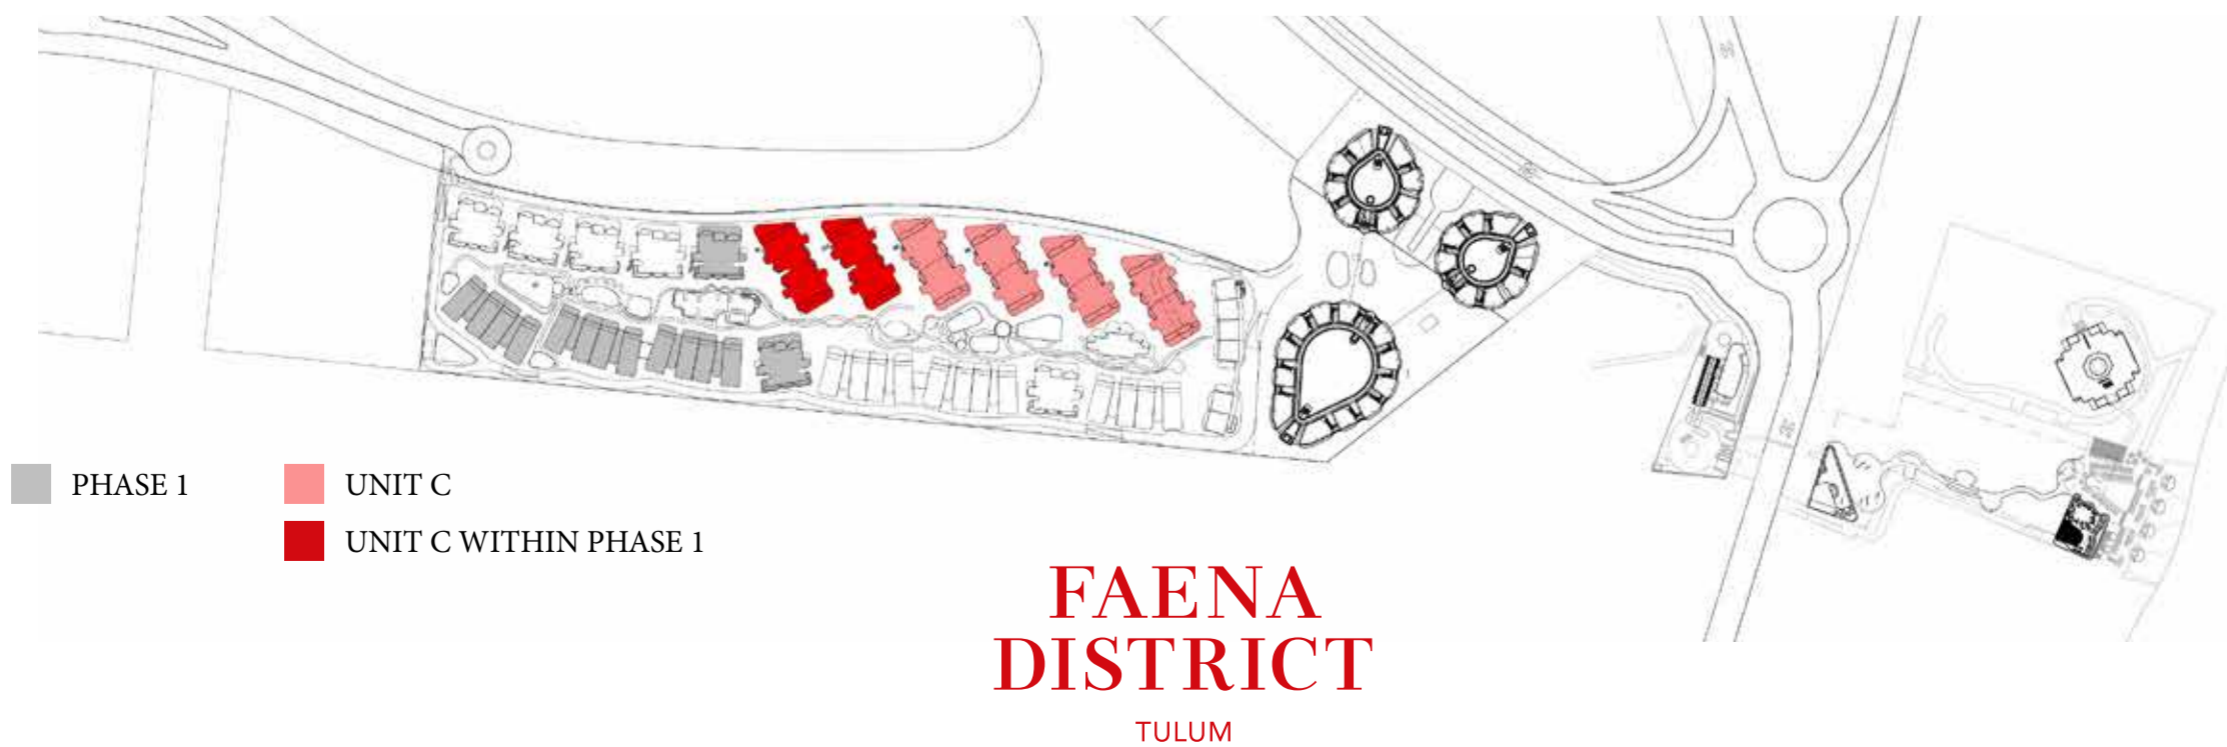 PHASE 1
UNIT C
UNIT C WITHIN PHASE 1
FAENA
DISTRICT
TULUM